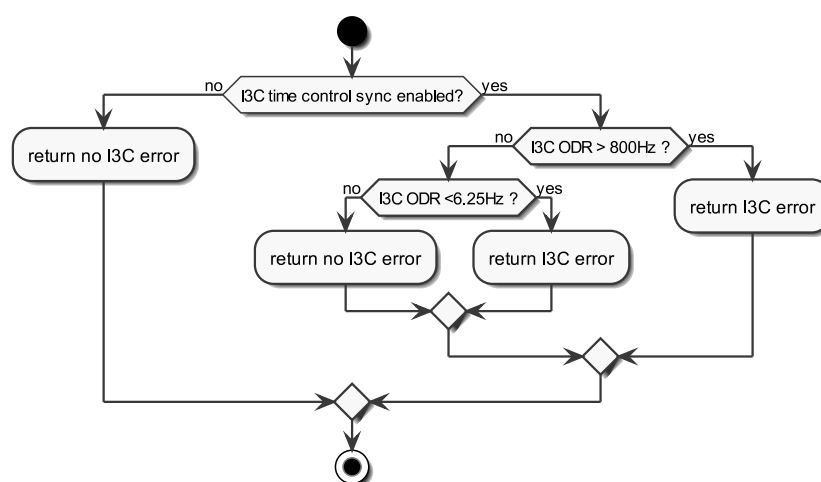 no
I3C time control sync enabled?
yes
return no I3C error
no
I3C ODR > 800Hz ?
yes
no
I3C ODR <6.25Hz ?
yes
return I3C error
return no I3C error
return I3C error